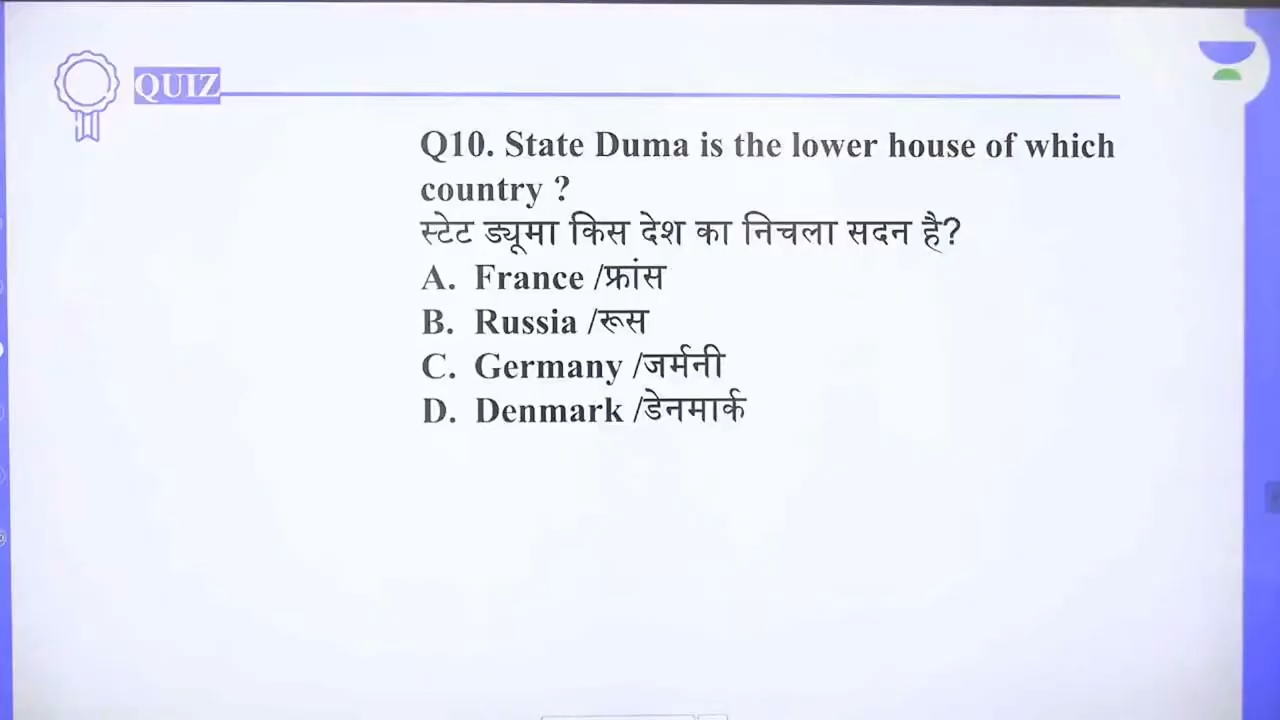 QUIZ
Q10. State Duma is the lower house of which
country ?
स्टेट ड्यूमा किस देश का निचला सदन है?
A. France /फ्रांस
B. Russia /रूस
C. Germany /जर्मनी
D. Denmark /डेनमार्क